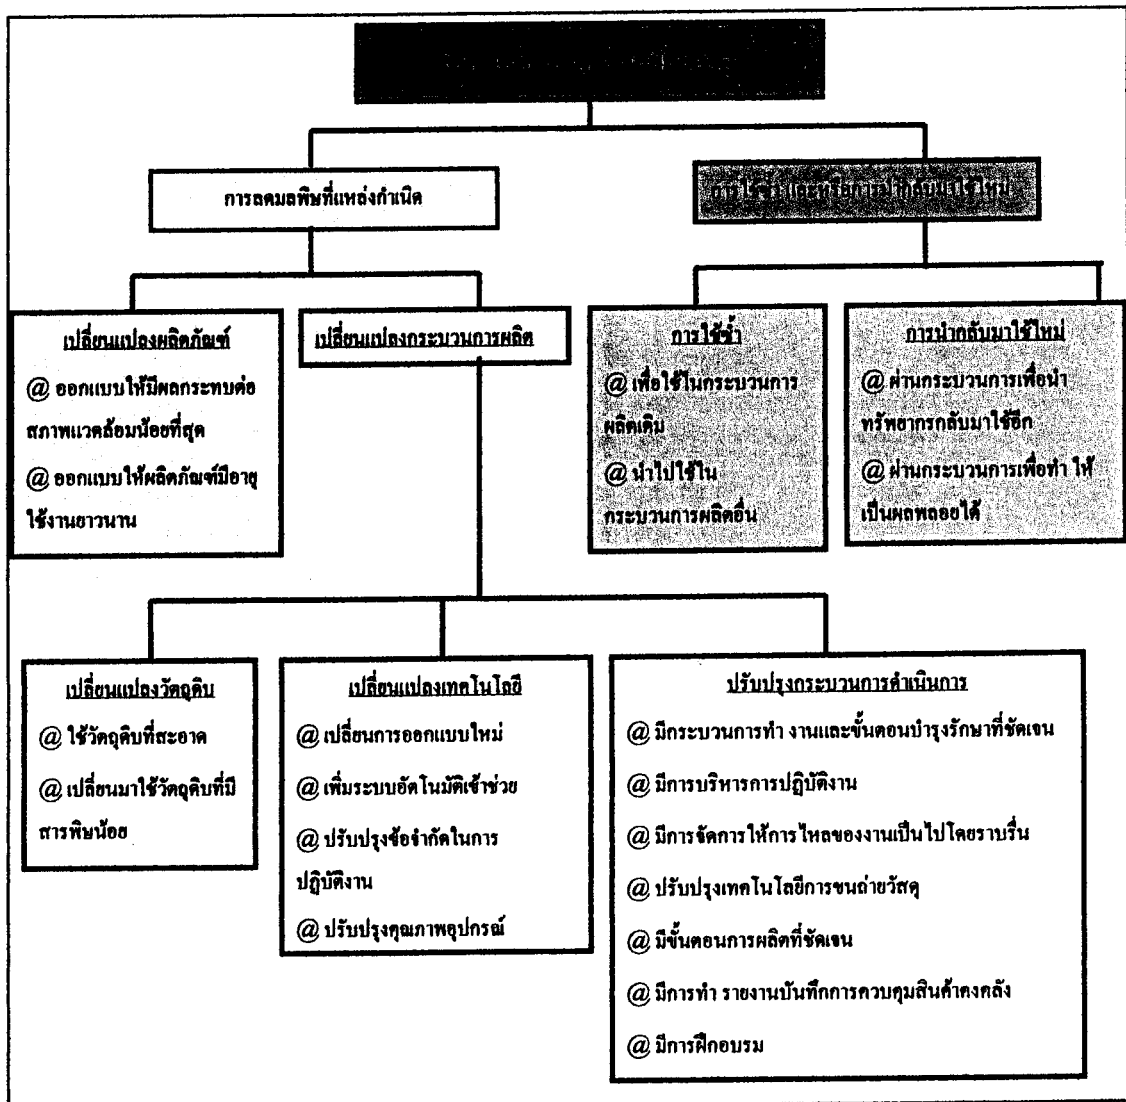 การลดมลพิษที่แหล่งกำเนิด
การใช้ซ้ำ และหรือการนำกลับมาใช้ใหม่
เปลี่ยนแปลงผลิตภัณฑ์
@ ออกแบบให้มีผลกระทบต่อ
สภาพแวดล้อมน้อยที่สุด
@ ออกแบบให้ผลิตภัณฑ์มีอายุ
ใช้งานยาวนาน
เปลี่ยนแปลงกระบวนการผลิต
การใช้ซ้ำ
@ เพื่อใช้ในกระบวนการ
ผลิตเดิม
@ นำไปใช้ใน
กระบวนการผลิตอื่น
การนำกลับมาใช้ใหม่
@ ผ่านกระบวนการเพื่อนำ
ทรัพยากรกลับมาใช้อีก
@ ผ่านกระบวนการเพื่อทำ ให้
เป็นผลพลอยได้
เปลี่ยนแปลงวัตถุดิบ
@ ใช้วัตถุดิบที่สะอาด
@ เปลี่ยนมาใช้วัตถุดิบที่มี
สารพิษน้อย
เปลี่ยนแปลงเทคโนโลยี
@ เปลี่ยนการออกแบบใหม่
@ เพิ่มระบบอัตโนมัติเข้าช่วย
@ ปรับปรุงข้อจำกัดในการ
ปฏิบัติงาน
@ ปรับปรุงคุณภาพอุปกรณ์
ปรับปรุงกระบวนการดำเนินการ
@ มีกระบวนการทำ งานและขั้นตอนบำรุงรักษาที่ชัดเจน
@ มีการบริหารการปฏิบัติงาน
@ มีการจัดการให้การไหลของงานเป็นไปโดยราบรื่น
@ ปรับปรุงเทคโนโลยีการขนถ่ายวัสดุ
@ มีขั้นตอนการผลิตที่ชัดเจน
@ มีการทำ รายงานบันทึกการควบคุมสินค้าคงคลัง
@ มีการฝึกอบรม